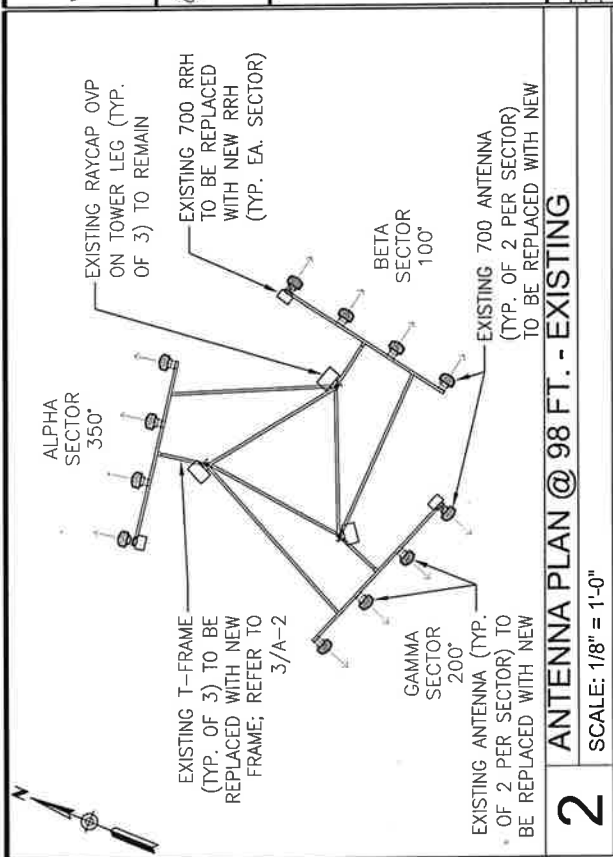 N
ALPHA
SECTOR
350°
EXISTING RAYCAP OVP
ON TOWER LEG (TYP.
OF 3) TO REMAIN
EXISTING 700 RRH
TO BE REPLACED
WITH NEW RRH
(TYP. EA. SECTOR)
EXISTING T-FRAME
(TYP. OF 3) TO BE
REPLACED WITH NEW
FRAME; REFER TO
3/A-2
BETA
SECTOR
100°
GAMMA
SECTOR
200°
EXISTING ANTENNA (TYP.
OF 2 PER SECTOR) TO
BE REPLACED WITH NEW
EXISTING 700 ANTENNA
(TYP. OF 2 PER SECTOR)
TO BE REPLACED WITH NEW
2
ANTENNA PLAN @ 98 FT. - EXISTING
SCALE: 1/8" = 1'-0"